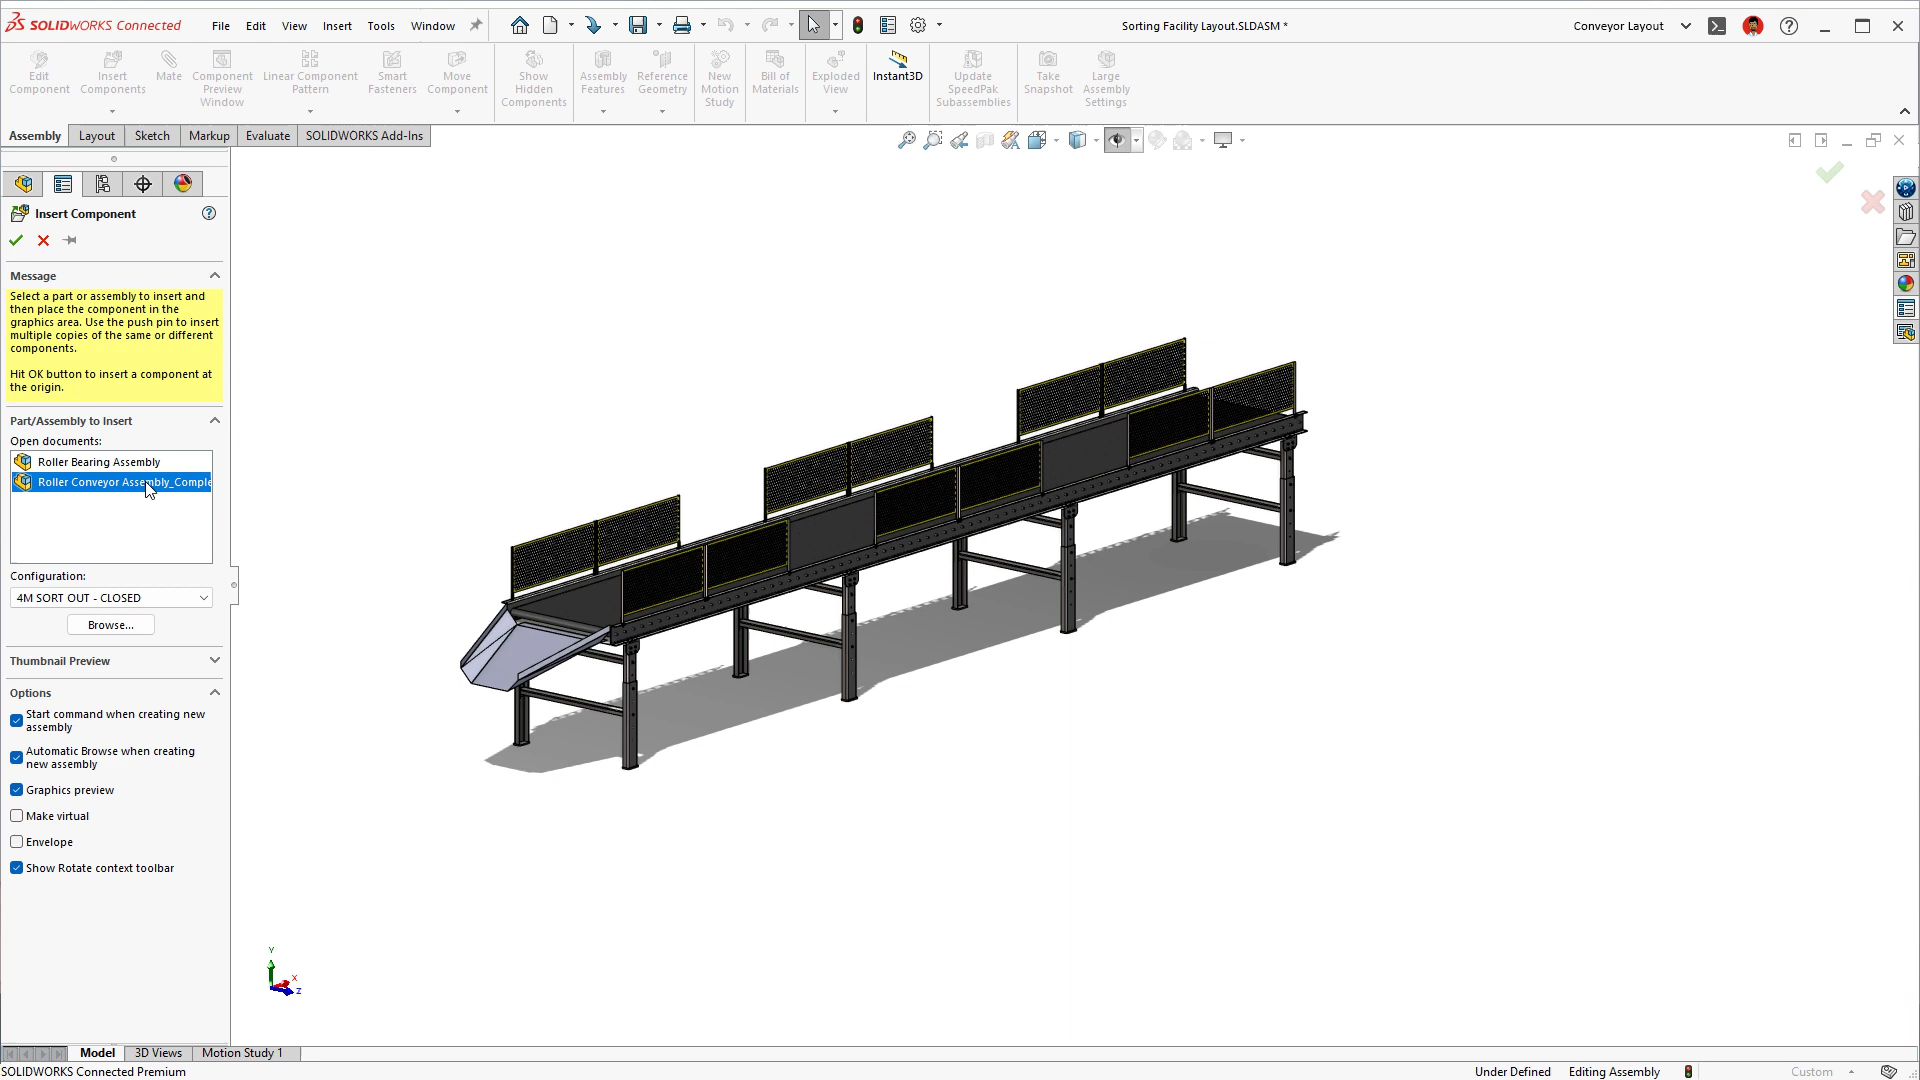 SOLIDWORKS Connected
File Edit View Insert Tools Window
Sorting Facility Layout.SLDASM *
Conveyor Layout
Edit Component
Insert Components
Mate
Component Preview Window
Linear Component Pattern
Smart Fasteners
Move Component
Show Hidden Components
Assembly Features
Reference Geometry
New Motion Study
Bill of Materials
Exploded View
Instant3D
Update SpeedPak Subassemblies
Take Snapshot
Large Assembly Settings
Assembly Layout Sketch Markup Evaluate SOLIDWORKS Add-Ins
Insert Component
Message
Select a part or assembly to insert and
then place the component in the
graphics area. Use the push pin to insert
multiple copies of the same or different
components.
Hit OK button to insert a component at
the origin.
Part/Assembly to Insert
Open documents:
Roller Bearing Assembly
Roller Conveyor Assembly_Comple
Configuration:
4M SORT OUT - CLOSED
Browse...
Thumbnail Preview
Options
Start command when creating new
assembly
Automatic Browse when creating
new assembly
Graphics preview
Make virtual
Envelope
Show Rotate context toolbar
Y
X
Z
Model 3D Views Motion Study 1
SOLIDWORKS Connected Premium
Under Defined Editing Assembly Custom